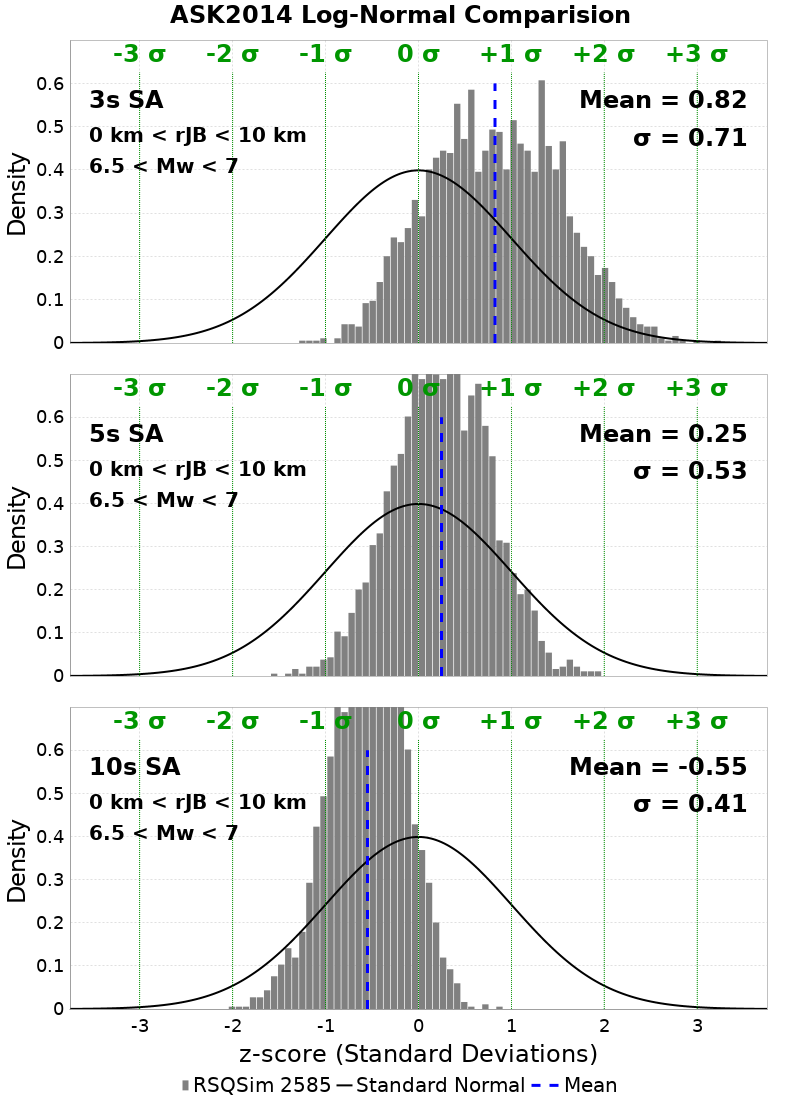 ASK2014 Log-Normal Comparision
-3 σ -2 σ -1 σ 0 σ +1 σ +2 σ +3 σ
0.6
3s SA
Mean = 0.82
0.5
0 km < rJB < 10 km
σ = 0.71
0.4
6.5 < Mw < 7
0.3
0.2
0.1
0
Density
-3 σ -2 σ -1 σ 0 σ +1 σ +2 σ +3 σ
0.6
5s SA
Mean = 0.25
0.5
0 km < rJB < 10 km
σ = 0.53
0.4
6.5 < Mw < 7
0.3
0.2
0.1
0
Density
-3 σ -2 σ -1 σ 0 σ +1 σ +2 σ +3 σ
0.6
10s SA
Mean = -0.55
0.5
0 km < rJB < 10 km
σ = 0.41
0.4
6.5 < Mw < 7
0.3
0.2
0.1
0
Density
-3 -2 -1 0 1 2 3
z-score (Standard Deviations)
RSQSim 2585 Standard Normal Mean